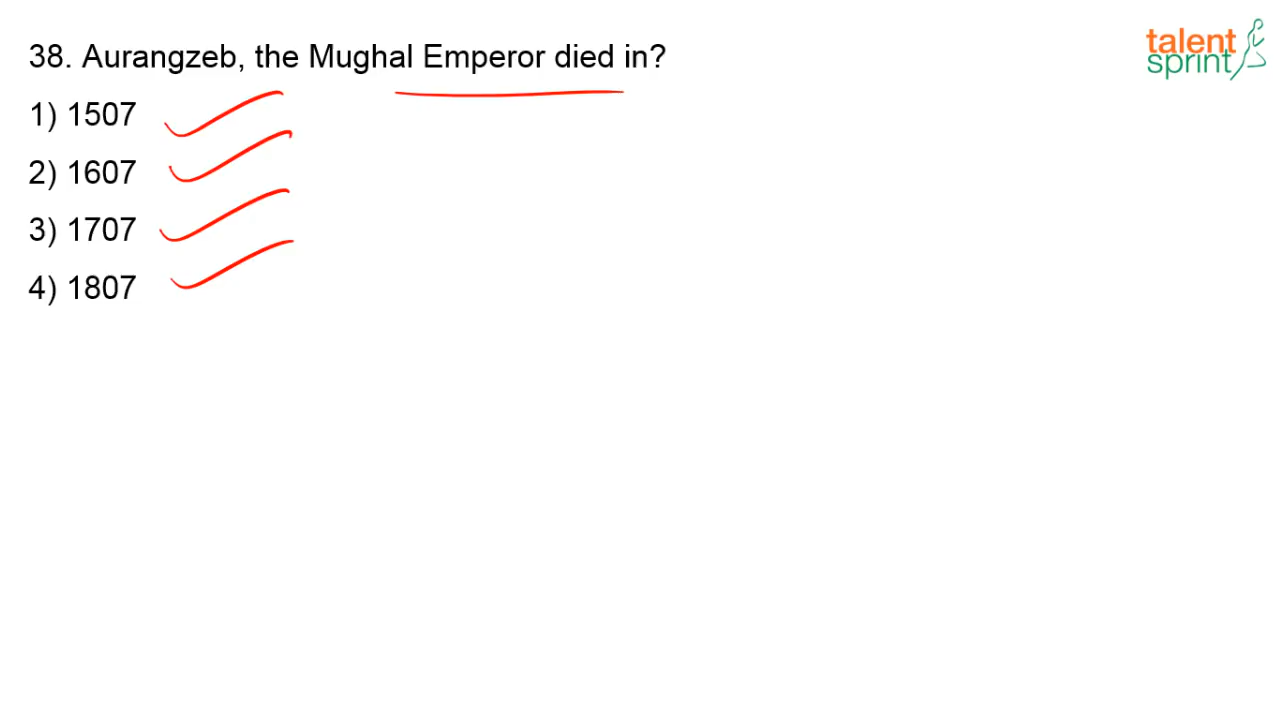 38. Aurangzeb, the Mughal Emperor died in?
1) 1507
2) 1607
3) 1707
4) 1807
talent
sprint